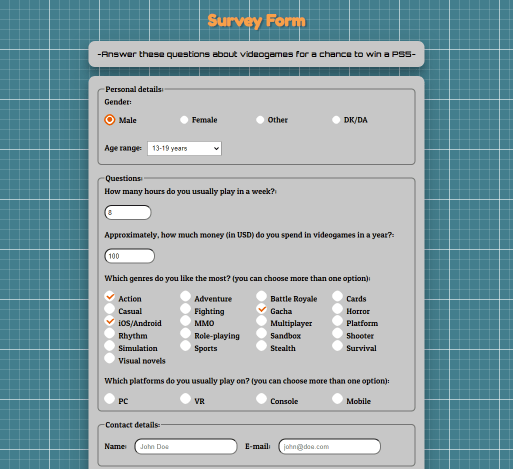 Survey Form
-Answer these questions about videogames for a chance to win a PS5-
Personal details:
Gender:
Male Female Other DK/DA
Age range: 13-19 years
Questions:
How many hours do you usually play in a week?:
8
Approximately, how much money (in USD) do you spend in videogames in a year?:
100
Which genres do you like the most? (you can choose more than one option):
Action Adventure Battle Royale Cards
Casual Fighting Gacha Horror
iOS/Android MMO Multiplayer Platform
Rhythm Role-playing Sandbox Shooter
Simulation Sports Stealth Survival
Visual novels
Which platforms do you usually play on? (you can choose more than one option):
PC VR Console Mobile
Contact details:
Name: John Doe E-mail: john@doe.com